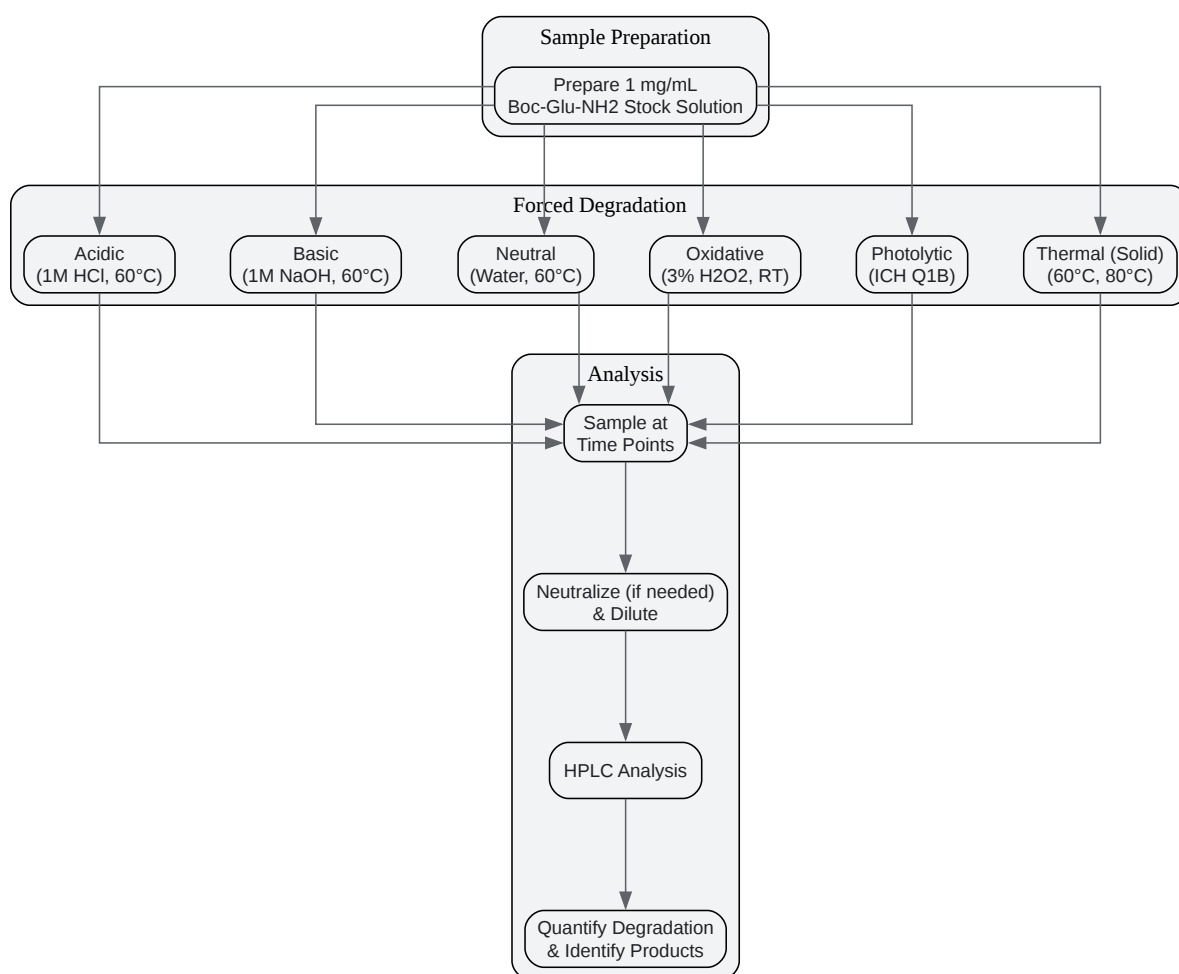 Sample Preparation
Prepare 1 mg/mL
Boc-Glu-NH2 Stock Solution
Forced Degradation
Acidic
(1M HCl, 60°C)
Basic
(1M NaOH, 60°C)
Neutral
(Water, 60°C)
Oxidative
(3% H2O2, RT)
Photolytic
(ICH Q1B)
Thermal (Solid)
(60°C, 80°C)
Analysis
Sample at
Time Points
Neutralize (if needed)
& Dilute
HPLC Analysis
Quantify Degradation
& Identify Products